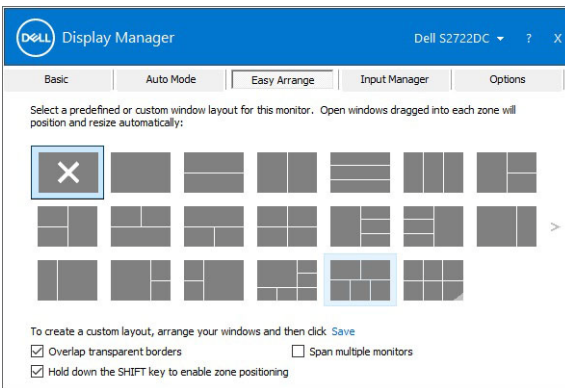 DELL Display Manager Dell S2722DC ? X
Basic Auto Mode Easy Arrange Input Manager Options
Select a predefined or custom window layout for this monitor. Open windows dragged into each zone will
position and resize automatically:
To create a custom layout, arrange your windows and then click Save
Overlap transparent borders Span multiple monitors
Hold down the SHIFT key to enable zone positioning